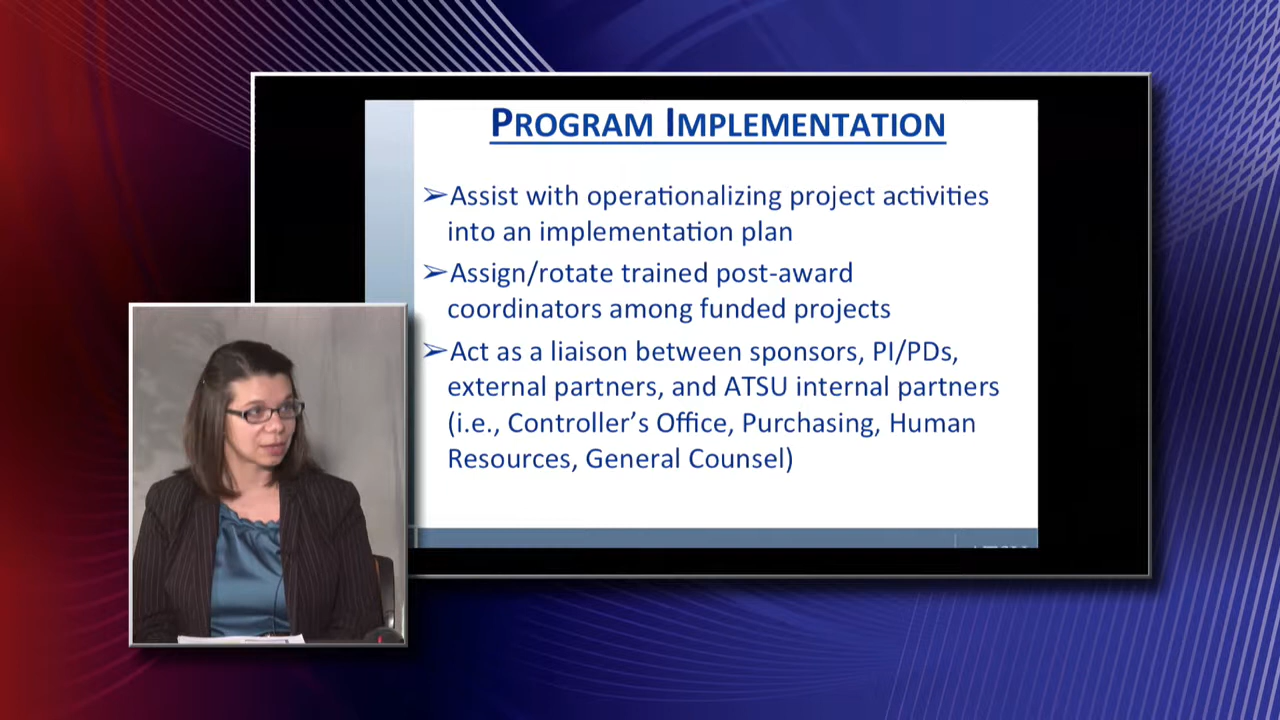 PROGRAM IMPLEMENTATION
➢Assist with operationalizing project activities
into an implementation plan
➢Assign/rotate trained post-award
coordinators among funded projects
➢Act as a liaison between sponsors, PI/PDs,
external partners, and ATSU internal partners
(i.e., Controller’s Office, Purchasing, Human
Resources, General Counsel)